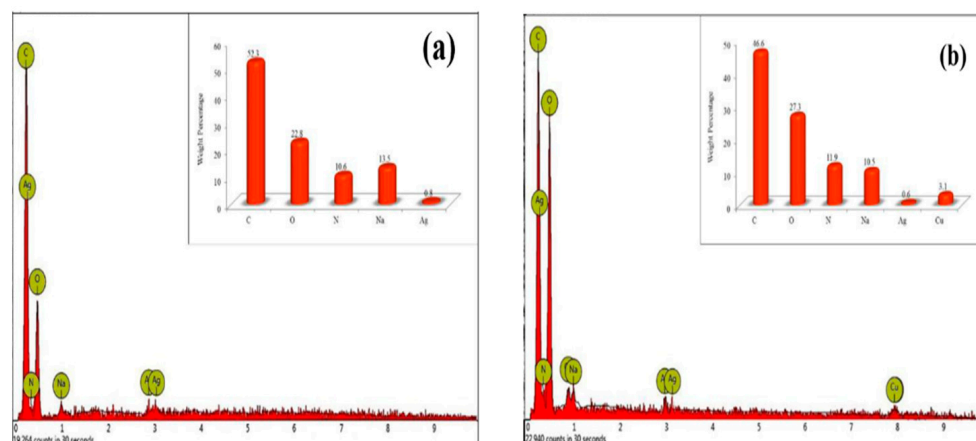 (a)
60
50
40
30
20
10
0
Weight Percentage
52.3
22.8
10.6
13.5
0.8
C O N Na Ag
C
Ag
O
N
Na
A Ag
0 1 2 3 4 5 6 7 8 9
19,264 counts in 30 seconds
(b)
50
40
30
20
10
0
Weight Percentage
46.6
27.3
11.9
10.5
0.6
3.1
C O N Na Ag Cu
C
O
Ag
N
Na
A Ag
Cu
0 1 2 3 4 5 6 7 8 9
22,940 counts in 30 seconds